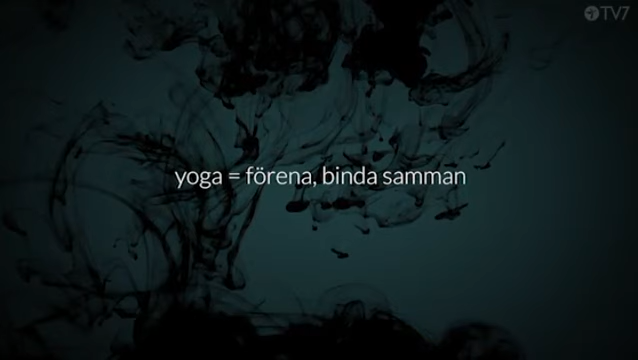 TV7
yoga = förena, binda samman